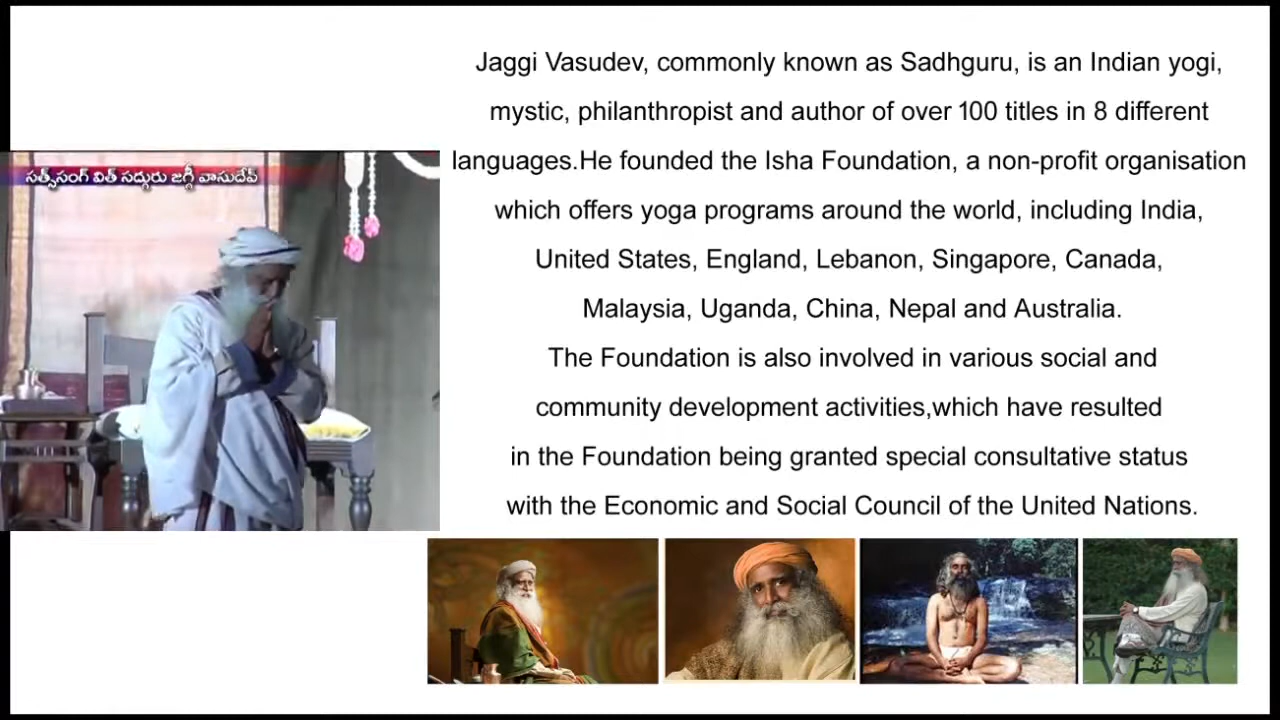 Jaggi Vasudev, commonly known as Sadhguru, is an Indian yogi,
mystic, philanthropist and author of over 100 titles in 8 different
languages.He founded the Isha Foundation, a non-profit organisation
which offers yoga programs around the world, including India,
United States, England, Lebanon, Singapore, Canada,
Malaysia, Uganda, China, Nepal and Australia.
The Foundation is also involved in various social and
community development activities,which have resulted
in the Foundation being granted special consultative status
with the Economic and Social Council of the United Nations.
సత్సంగ్ విత్ సద్గురు జగ్గీ వాసుదేవ్